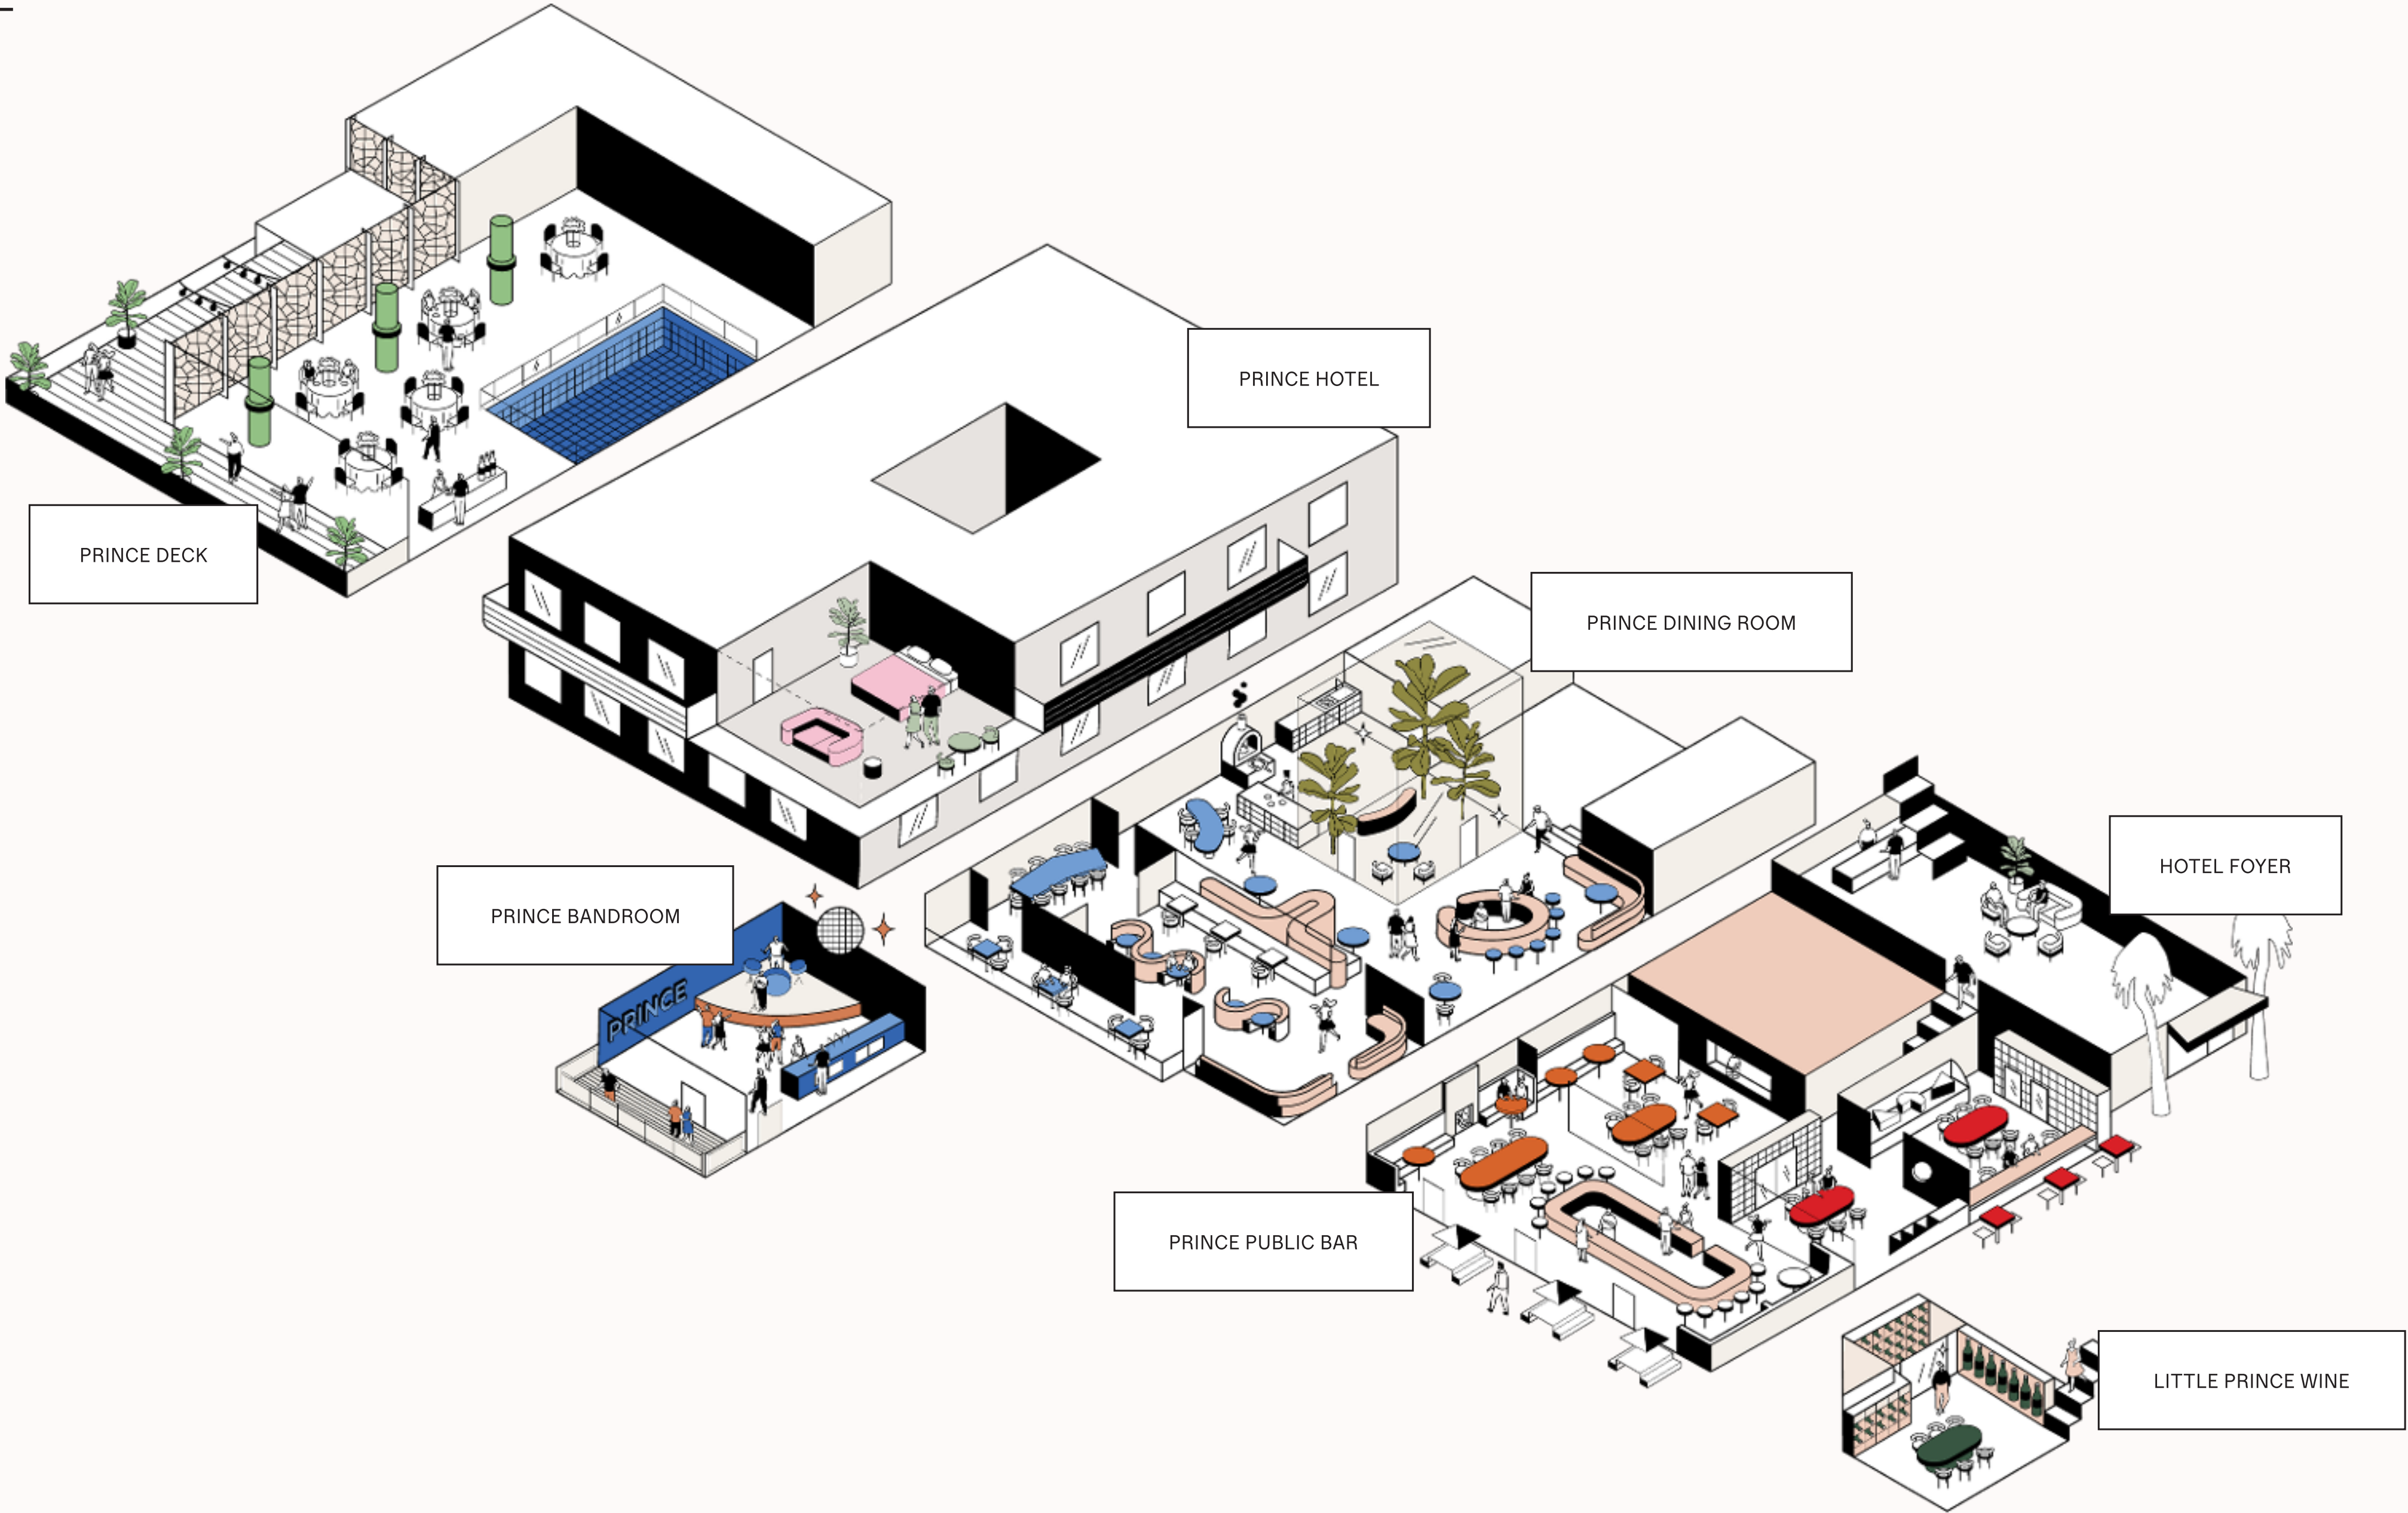 PRINCE HOTEL
PRINCE DECK
PRINCE DINING ROOM
HOTEL FOYER
PRINCE BANDROOM
PRINCE
PRINCE PUBLIC BAR
LITTLE PRINCE WINE